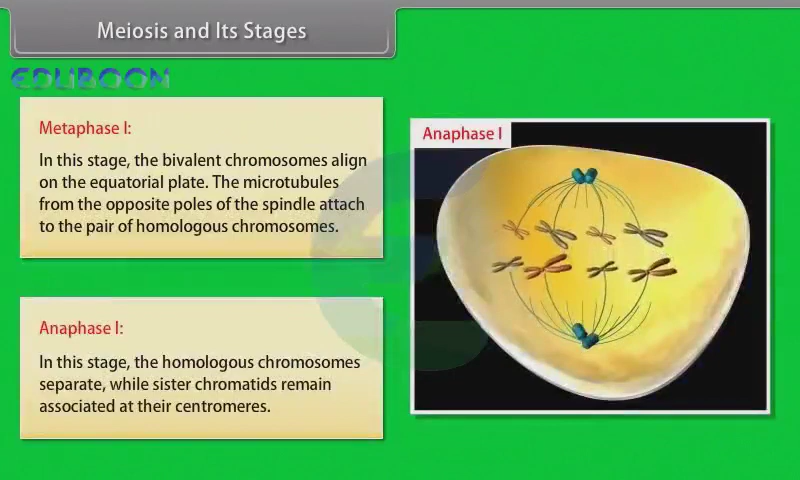 Meiosis and Its Stages
EDUBOON
Metaphase I:
In this stage, the bivalent chromosomes align
on the equatorial plate. The microtubules
from the opposite poles of the spindle attach
to the pair of homologous chromosomes.
Anaphase I
Anaphase I:
In this stage, the homologous chromosomes
separate, while sister chromatids remain
associated at their centromeres.